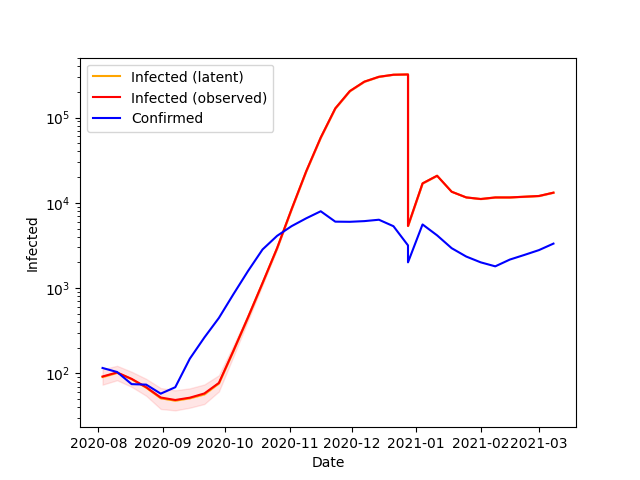 Infected (latent)
Infected (observed)
Confirmed
10^5
10^4
10^3
10^2
Infected
2020-08 2020-09 2020-10 2020-11 2020-12 2021-01 2021-02 2021-03
Date